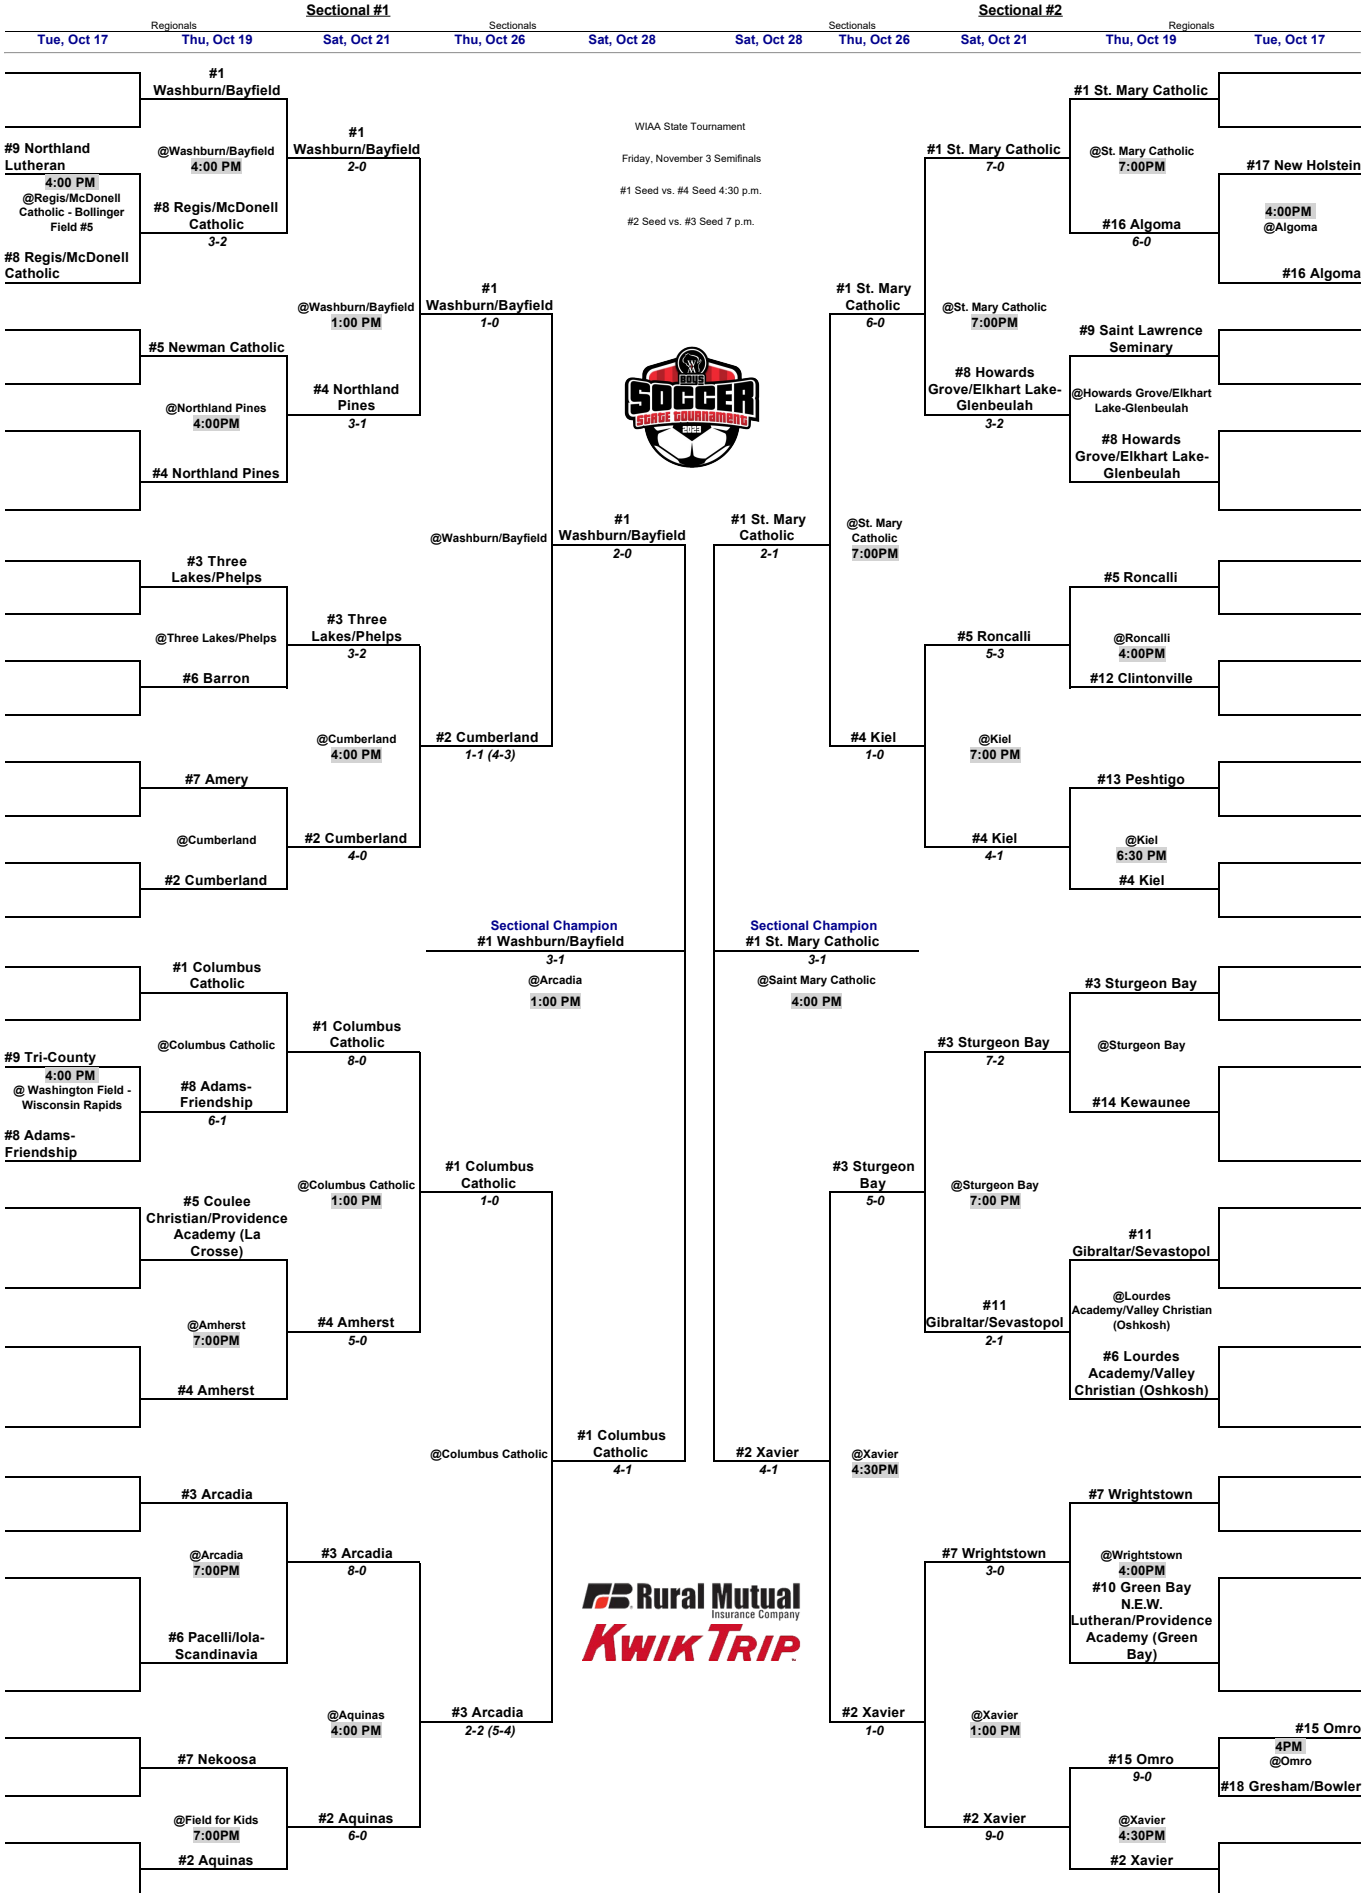 Sectional #1
Sectional #2
Regionals
Sectionals
Sectionals
Regionals
Tue, Oct 17
Thu, Oct 19
Sat, Oct 21
Thu, Oct 26
Sat, Oct 28
Sat, Oct 28
Thu, Oct 26
Sat, Oct 21
Thu, Oct 19
Tue, Oct 17
#9 Northland
Lutheran
4:00 PM
@Regis/McDonell
Catholic - Bollinger
Field #5
#8 Regis/McDonell
Catholic
#9 Tri-County
4:00 PM
@ Washington Field -
Wisconsin Rapids
#8 Adams-
Friendship
#1
Washburn/Bayfield
@Washburn/Bayfield
4:00 PM
#8 Regis/McDonell
Catholic
3-2
#5 Newman Catholic
@Northland Pines
4:00PM
#4 Northland Pines
#3 Three
Lakes/Phelps
@Three Lakes/Phelps
#6 Barron
#7 Amery
@Cumberland
#2 Cumberland
#1 Columbus
Catholic
@Columbus Catholic
#8 Adams-
Friendship
6-1
#5 Coulee
Christian/Providence
Academy (La
Crosse)
@Amherst
7:00PM
#4 Amherst
#3 Arcadia
@Arcadia
7:00PM
#6 Pacelli/Iola-
Scandinavia
#7 Nekoosa
@Field for Kids
7:00PM
#2 Aquinas
#1
Washburn/Bayfield
2-0
@Washburn/Bayfield
1:00 PM
#4 Northland
Pines
3-1
#3 Three
Lakes/Phelps
3-2
@Cumberland
4:00 PM
#2 Cumberland
4-0
#1 Columbus
Catholic
8-0
@Columbus Catholic
1:00 PM
#4 Amherst
5-0
#3 Arcadia
8-0
@Aquinas
4:00 PM
#2 Aquinas
6-0
#1
Washburn/Bayfield
1-0
@Washburn/Bayfield
#2 Cumberland
1-1 (4-3)
#1 Columbus
Catholic
1-0
@Columbus Catholic
#3 Arcadia
2-2 (5-4)
#1
Washburn/Bayfield
2-0
Sectional Champion
#1 Washburn/Bayfield
3-1
@Arcadia
1:00 PM
#1 Columbus
Catholic
4-1
WIAA State Tournament
Friday, November 3 Semifinals
#1 Seed vs. #4 Seed 4:30 p.m.
#2 Seed vs. #3 Seed 7 p.m.
BOYS
SOCCER
STATE TOURNAMENT
2023
Rural Mutual
Insurance Company
KWIK TRIP
#1 St. Mary
Catholic
2-1
Sectional Champion
#1 St. Mary Catholic
3-1
@Saint Mary Catholic
4:00 PM
#2 Xavier
4-1
#1 St. Mary
Catholic
6-0
@St. Mary
Catholic
7:00PM
#4 Kiel
1-0
#3 Sturgeon
Bay
5-0
@Xavier
4:30PM
#2 Xavier
1-0
#1 St. Mary Catholic
7-0
@St. Mary Catholic
7:00PM
#8 Howards
Grove/Elkhart Lake-
Glenbeulah
3-2
#5 Roncalli
5-3
@Kiel
7:00 PM
#4 Kiel
4-1
#3 Sturgeon Bay
7-2
@Sturgeon Bay
7:00 PM
#11
Gibraltar/Sevastopol
2-1
#7 Wrightstown
3-0
@Xavier
1:00 PM
#2 Xavier
9-0
#1 St. Mary Catholic
@St. Mary Catholic
7:00PM
#16 Algoma
6-0
#9 Saint Lawrence
Seminary
@Howards Grove/Elkhart
Lake-Glenbeulah
#8 Howards
Grove/Elkhart Lake-
Glenbeulah
#5 Roncalli
@Roncalli
4:00PM
#12 Clintonville
#13 Peshtigo
@Kiel
6:30 PM
#4 Kiel
#3 Sturgeon Bay
@Sturgeon Bay
#14 Kewaunee
#11
Gibraltar/Sevastopol
@Lourdes
Academy/Valley Christian
(Oshkosh)
#6 Lourdes
Academy/Valley
Christian (Oshkosh)
#7 Wrightstown
@Wrightstown
4:00PM
#10 Green Bay
N.E.W.
Lutheran/Providence
Academy (Green
Bay)
#15 Omro
9-0
@Xavier
4:30PM
#2 Xavier
#17 New Holstein
4:00PM
@Algoma
#16 Algoma
#15 Omro
4PM
@Omro
#18 Gresham/Bowler